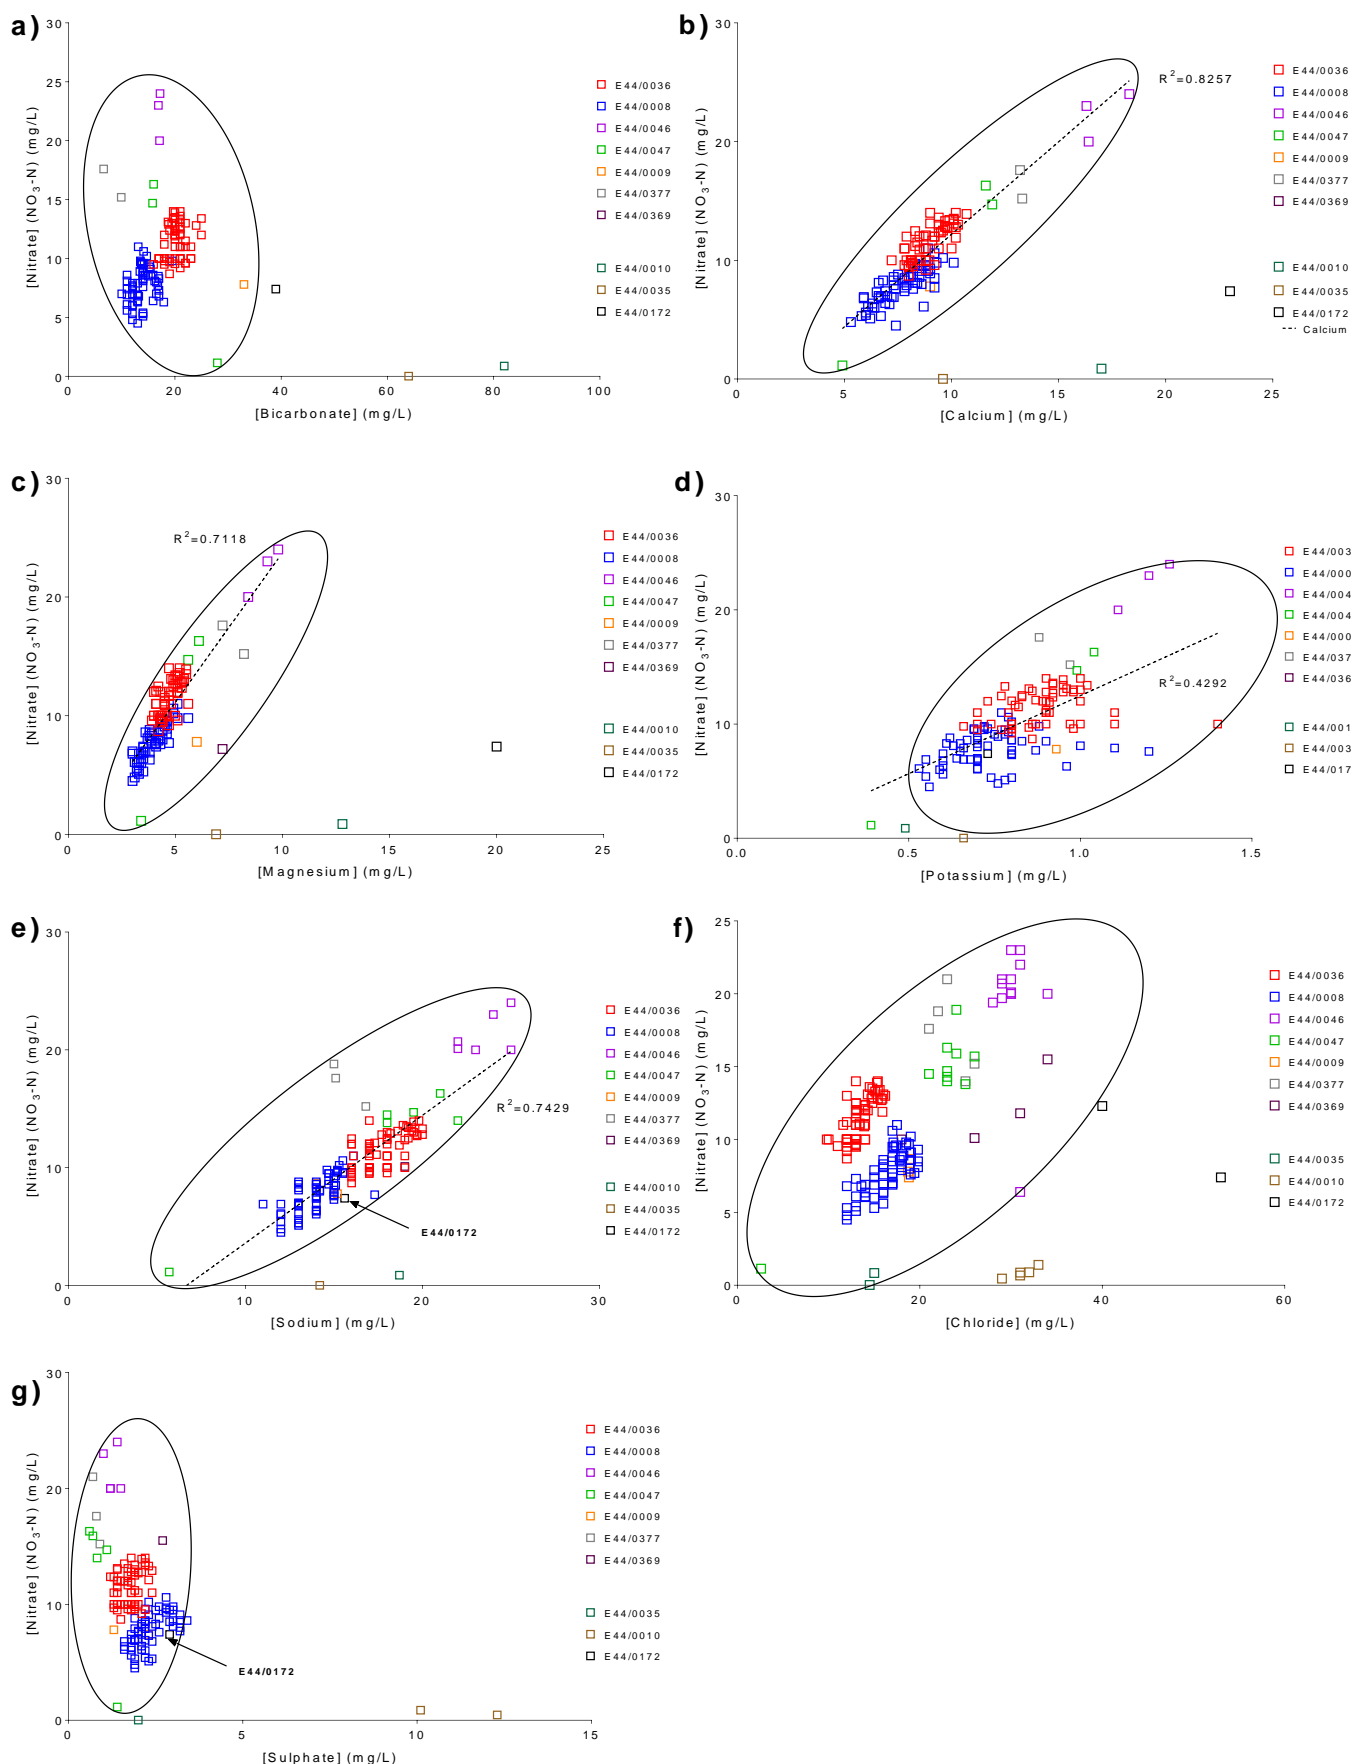 a)
[Nitrate] (NO3-N) (mg/L)
30
25
20
15
10
5
0
0 20 40 60 80 100
[Bicarbonate] (mg/L)
E44/0036
E44/0008
E44/0046
E44/0047
E44/0009
E44/0377
E44/0369
E44/0010
E44/0035
E44/0172
b)
[Nitrate] (NO3-N) (mg/L)
30
20
10
0
0 5 10 15 20 25
[Calcium] (mg/L)
R2=0.8257
E44/0036
E44/0008
E44/0046
E44/0047
E44/0009
E44/0377
E44/0369
E44/0010
E44/0035
E44/0172
Calcium
c)
[Nitrate] (NO3-N) (mg/L)
30
20
10
0
0 5 10 15 20 25
[Magnesium] (mg/L)
R2=0.7118
E44/0036
E44/0008
E44/0046
E44/0047
E44/0009
E44/0377
E44/0369
E44/0010
E44/0035
E44/0172
d)
[Nitrate] (NO3-N) (mg/L)
30
20
10
0
0.0 0.5 1.0 1.5
[Potassium] (mg/L)
R2=0.4292
E44/003
E44/000
E44/004
E44/004
E44/000
E44/037
E44/036
E44/001
E44/003
E44/017
e)
[Nitrate] (NO3-N) (mg/L)
30
20
10
0
0 10 20 30
[Sodium] (mg/L)
R2=0.7429
E44/0172
E44/0036
E44/0008
E44/0046
E44/0047
E44/0009
E44/0377
E44/0369
E44/0010
E44/0035
E44/0172
f)
[Nitrate] (NO3-N) (mg/L)
25
20
15
10
5
0
0 20 40 60
[Chloride] (mg/L)
E44/0036
E44/0008
E44/0046
E44/0047
E44/0009
E44/0377
E44/0369
E44/0035
E44/0010
E44/0172
g)
[Nitrate] (NO3-N) (mg/L)
30
20
10
0
0 5 10 15
[Sulphate] (mg/L)
E44/0172
E44/0036
E44/0008
E44/0046
E44/0047
E44/0009
E44/0377
E44/0369
E44/0035
E44/0010
E44/0172